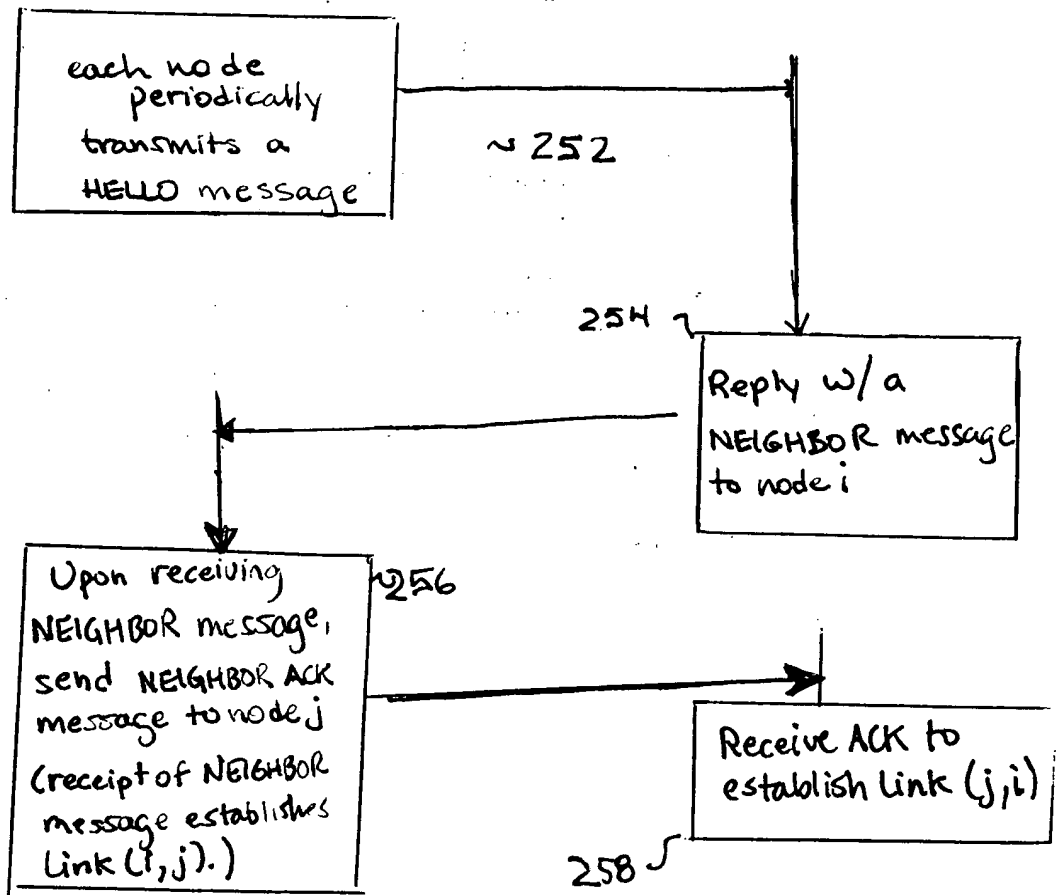 each node
periodically
transmits a
HELLO message
~ 252
254
Reply w/a
NEIGHBOR message
to node i
Upon receiving
NEIGHBOR message,
send NEIGHBOR ACK
message to node j
(receipt of NEIGHBOR
message establishes
Link (i, j).)
~256
Receive ACK to
establish Link (j,i)
258